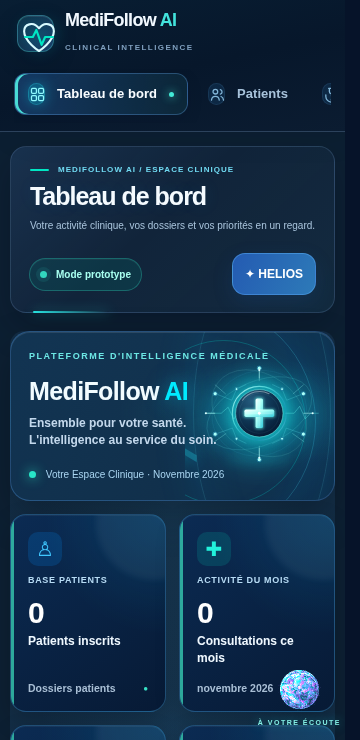 MediFollow AI
CLINICAL INTELLIGENCE
Tableau de bord
Patients
MEDIFOLLOW AI / ESPACE CLINIQUE
Tableau de bord
Votre activité clinique, vos dossiers et vos priorités en un regard.
Mode prototype
✦ HELIOS
PLATEFORME D'INTELLIGENCE MÉDICALE
MediFollow AI
Ensemble pour votre santé.
L'intelligence au service du soin.
Votre Espace Clinique · Novembre 2026
BASE PATIENTS
0
Patients inscrits
Dossiers patients
ACTIVITÉ DU MOIS
0
Consultations ce
mois
novembre 2026
À VOTRE ÉCOUTE